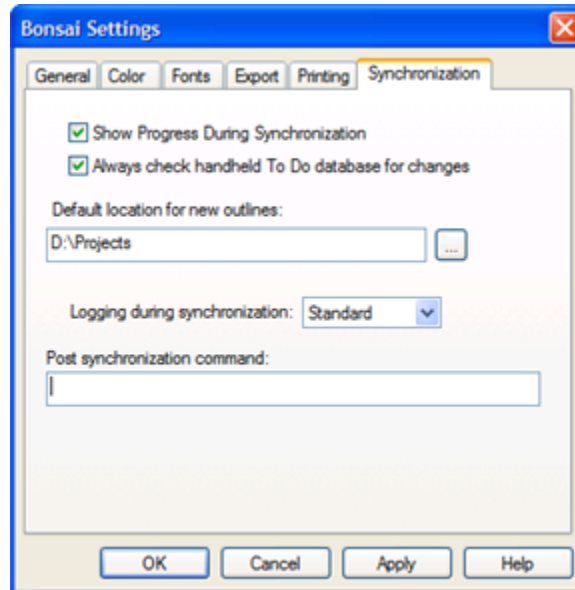 Bonsai Settings
General Color Fonts Export Printing Synchronization
Show Progress During Synchronization
Always check handheld To Do database for changes
Default location for new outlines:
D:\Projects
...
Logging during synchronization: Standard
Post synchronization command:
OK Cancel Apply Help